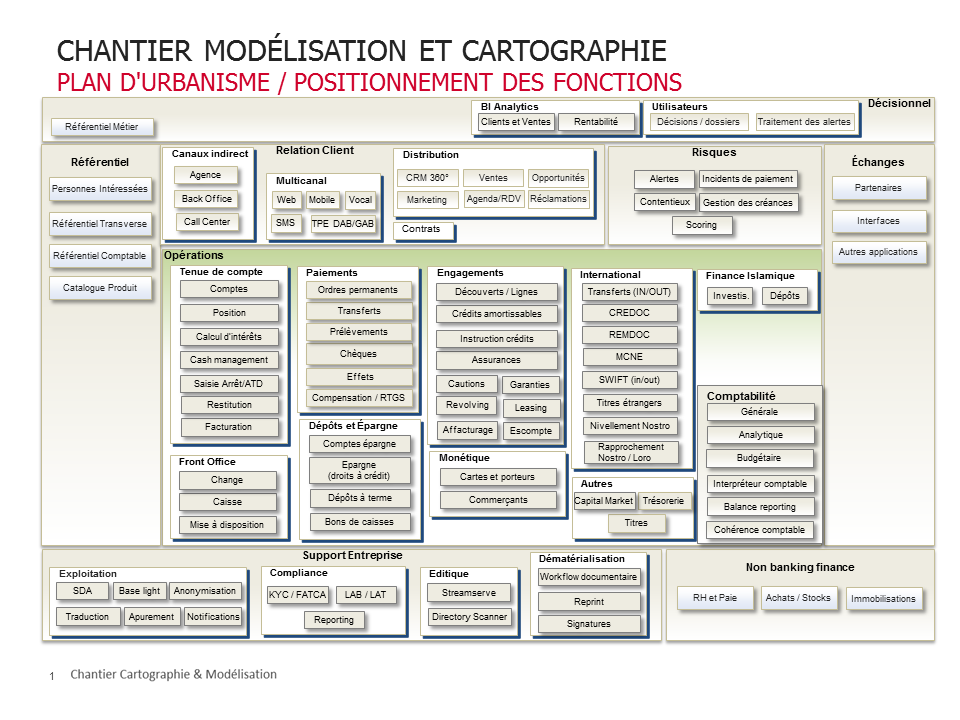 CHANTIER MODÉLISATION ET CARTOGRAPHIE
PLAN D'URBANISME / POSITIONNEMENT DES FONCTIONS
Décisionnel
Référentiel Métier
BI Analytics
Clients et Ventes
Rentabilité
Utilisateurs
Décisions / dossiers
Traitement des alertes
Référentiel
Personnes Intéressées
Référentiel Transverse
Référentiel Comptable
Catalogue Produit
Relation Client
Canaux indirect
Agence
Back Office
Call Center
Multicanal
Web
Mobile
Vocal
SMS
TPE DAB/GAB
Distribution
CRM 360°
Ventes
Opportunités
Marketing
Agenda/RDV
Réclamations
Contrats
Risques
Alertes
Incidents de paiement
Contentieux
Gestion des créances
Scoring
Échanges
Partenaires
Interfaces
Autres applications
Opérations
Tenue de compte
Comptes
Position
Calcul d'intérêts
Cash management
Saisie Arrêt/ATD
Restitution
Facturation
Front Office
Change
Caisse
Mise à disposition
Paiements
Ordres permanents
Transferts
Prélèvements
Chèques
Effets
Compensation / RTGS
Dépôts et Épargne
Comptes épargne
Epargne
(droits à crédit)
Dépôts à terme
Bons de caisses
Engagements
Découverts / Lignes
Crédits amortissables
Instruction crédits
Assurances
Cautions
Garanties
Revolving
Leasing
Affacturage
Escompte
Monétique
Cartes et porteurs
Commerçants
International
Transferts (IN/OUT)
CREDOC
REMDOC
MCNE
SWIFT (in/out)
Titres étrangers
Nivellement Nostro
Rapprochement
Nostro / Loro
Autres
Capital Market
Trésorerie
Titres
Finance Islamique
Investis.
Dépôts
Comptabilité
Générale
Analytique
Budgétaire
Interpréteur comptable
Balance reporting
Cohérence comptable
Support Entreprise
Exploitation
SDA
Base light
Anonymisation
Traduction
Apurement
Notifications
Compliance
KYC / FATCA
LAB / LAT
Reporting
Editique
Streamserve
Directory Scanner
Dématérialisation
Workflow documentaire
Reprint
Signatures
Non banking finance
RH et Paie
Achats / Stocks
Immobilisations
1
Chantier Cartographie & Modélisation